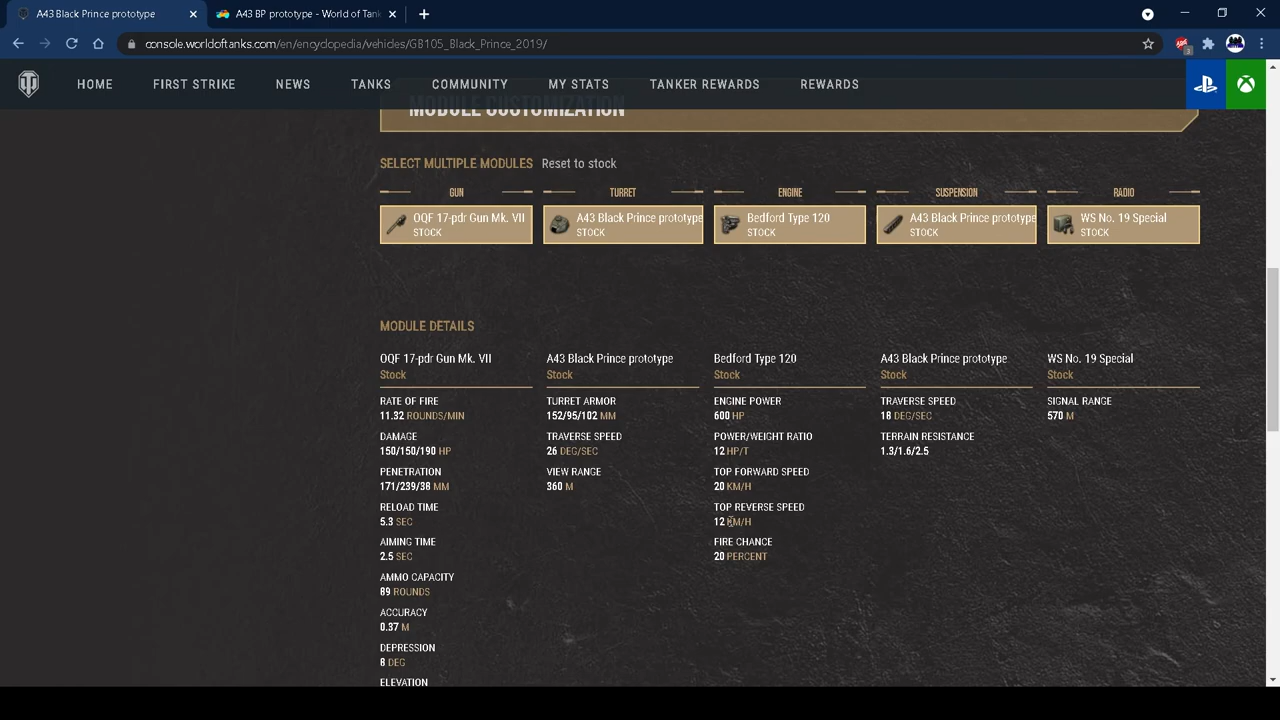 A43 Black Prince prototype
A43 BP prototype - World of Tank
console.worldoftanks.com/en/encyclopedia/vehicles/GB105_Black_Prince_2019/
3
HOME FIRST STRIKE NEWS TANKS COMMUNITY MY STATS TANKER REWARDS REWARDS
MODULE CUSTOMIZATION
SELECT MULTIPLE MODULES Reset to stock
GUN TURRET ENGINE SUSPENSION RADIO
OQF 17-pdr Gun Mk. VII A43 Black Prince prototype Bedford Type 120 A43 Black Prince prototype WS No. 19 Special
STOCK STOCK STOCK STOCK STOCK
MODULE DETAILS
OQF 17-pdr Gun Mk. VII A43 Black Prince prototype Bedford Type 120 A43 Black Prince prototype WS No. 19 Special
Stock Stock Stock Stock Stock
RATE OF FIRE TURRET ARMOR ENGINE POWER TRAVERSE SPEED SIGNAL RANGE
11.32 ROUNDS/MIN 152/95/102 MM 600 HP 18 DEG/SEC 570 M
DAMAGE TRAVERSE SPEED POWER/WEIGHT RATIO TERRAIN RESISTANCE
150/150/190 HP 26 DEG/SEC 12 HP/T 1.3/1.6/2.5
PENETRATION VIEW RANGE TOP FORWARD SPEED
171/239/38 MM 360 M 20 KM/H
RELOAD TIME TOP REVERSE SPEED
5.3 SEC 12 KM/H
AIMING TIME FIRE CHANCE
2.5 SEC 20 PERCENT
AMMO CAPACITY
89 ROUNDS
ACCURACY
0.37 M
DEPRESSION
8 DEG
ELEVATION